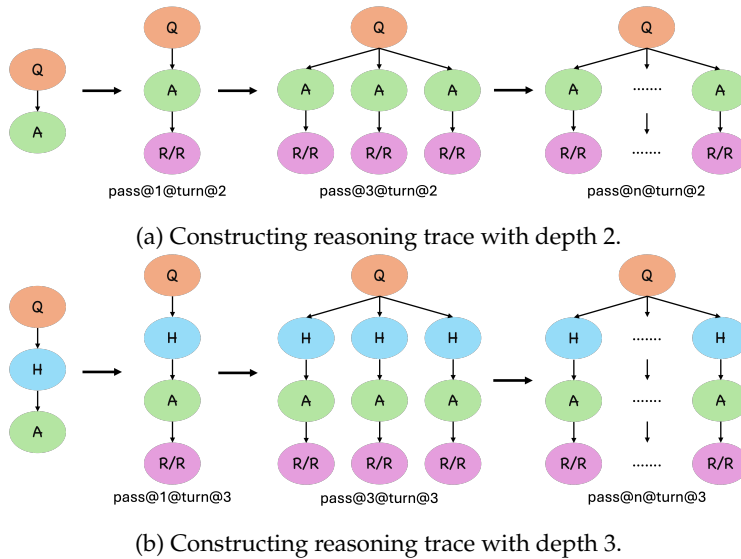 Q
A
Q
A
R/R
pass@1@turn@2
Q
A A A
R/R R/R R/R
pass@3@turn@2
Q
A ....... A
R/R ....... R/R
pass@n@turn@2
(a) Constructing reasoning trace with depth 2.
Q
H
A
Q
H
A
R/R
pass@1@turn@3
Q
H H H
A A A
R/R R/R R/R
pass@3@turn@3
Q
H ....... H
A ....... A
R/R ....... R/R
pass@n@turn@3
(b) Constructing reasoning trace with depth 3.